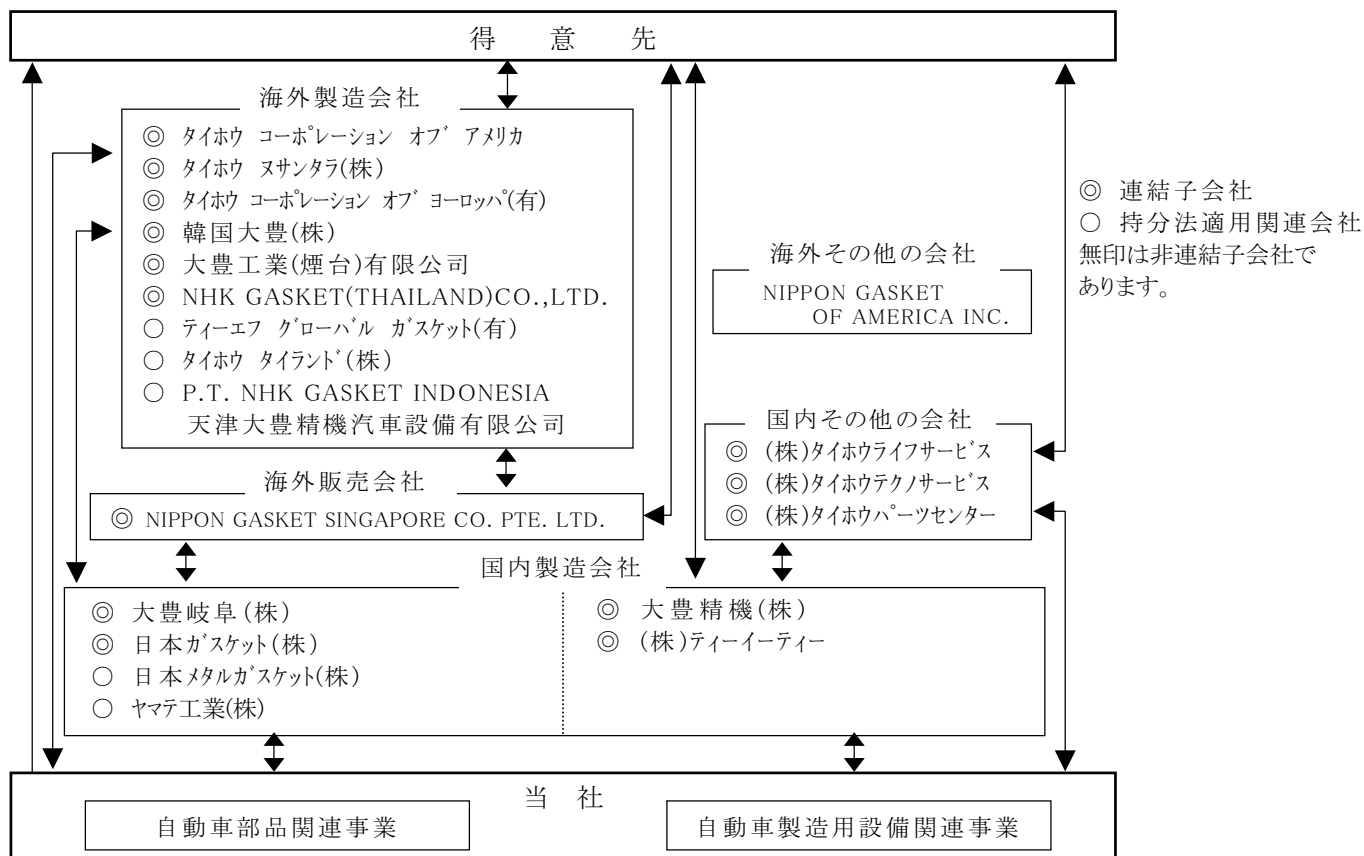 得 意 先
海外製造会社
◎ タイホウ コーポレーション オブ アメリカ
◎ タイホウ ヌサンタラ(株)
◎ タイホウ コーポレーション オブ ヨーロッパ(有)
◎ 韓国大豊(株)
◎ 大豊工業(煙台)有限公司
◎ NHK GASKET(THAILAND)CO.,LTD.
○ ティーエフ グローバル ガスケット(有)
○ タイホウ タイランド(株)
○ P.T. NHK GASKET INDONESIA
天津大豊精機汽車設備有限公司
◎ 連結子会社
○ 持分法適用関連会社
無印は非連結子会社で
あります。
海外その他の会社
NIPPON GASKET
OF AMERICA INC.
国内その他の会社
◎ (株)タイホウライフサービス
◎ (株)タイホウテクノサービス
◎ (株)タイホウパーツセンター
海外販売会社
◎ NIPPON GASKET SINGAPORE CO. PTE. LTD.
国内製造会社
◎ 大豊岐阜(株)
◎ 日本ガスケット(株)
○ 日本メタルガスケット(株)
○ ヤマテ工業(株)
◎ 大豊精機(株)
◎ (株)ティーイーティー
当 社
自動車部品関連事業
自動車製造用設備関連事業